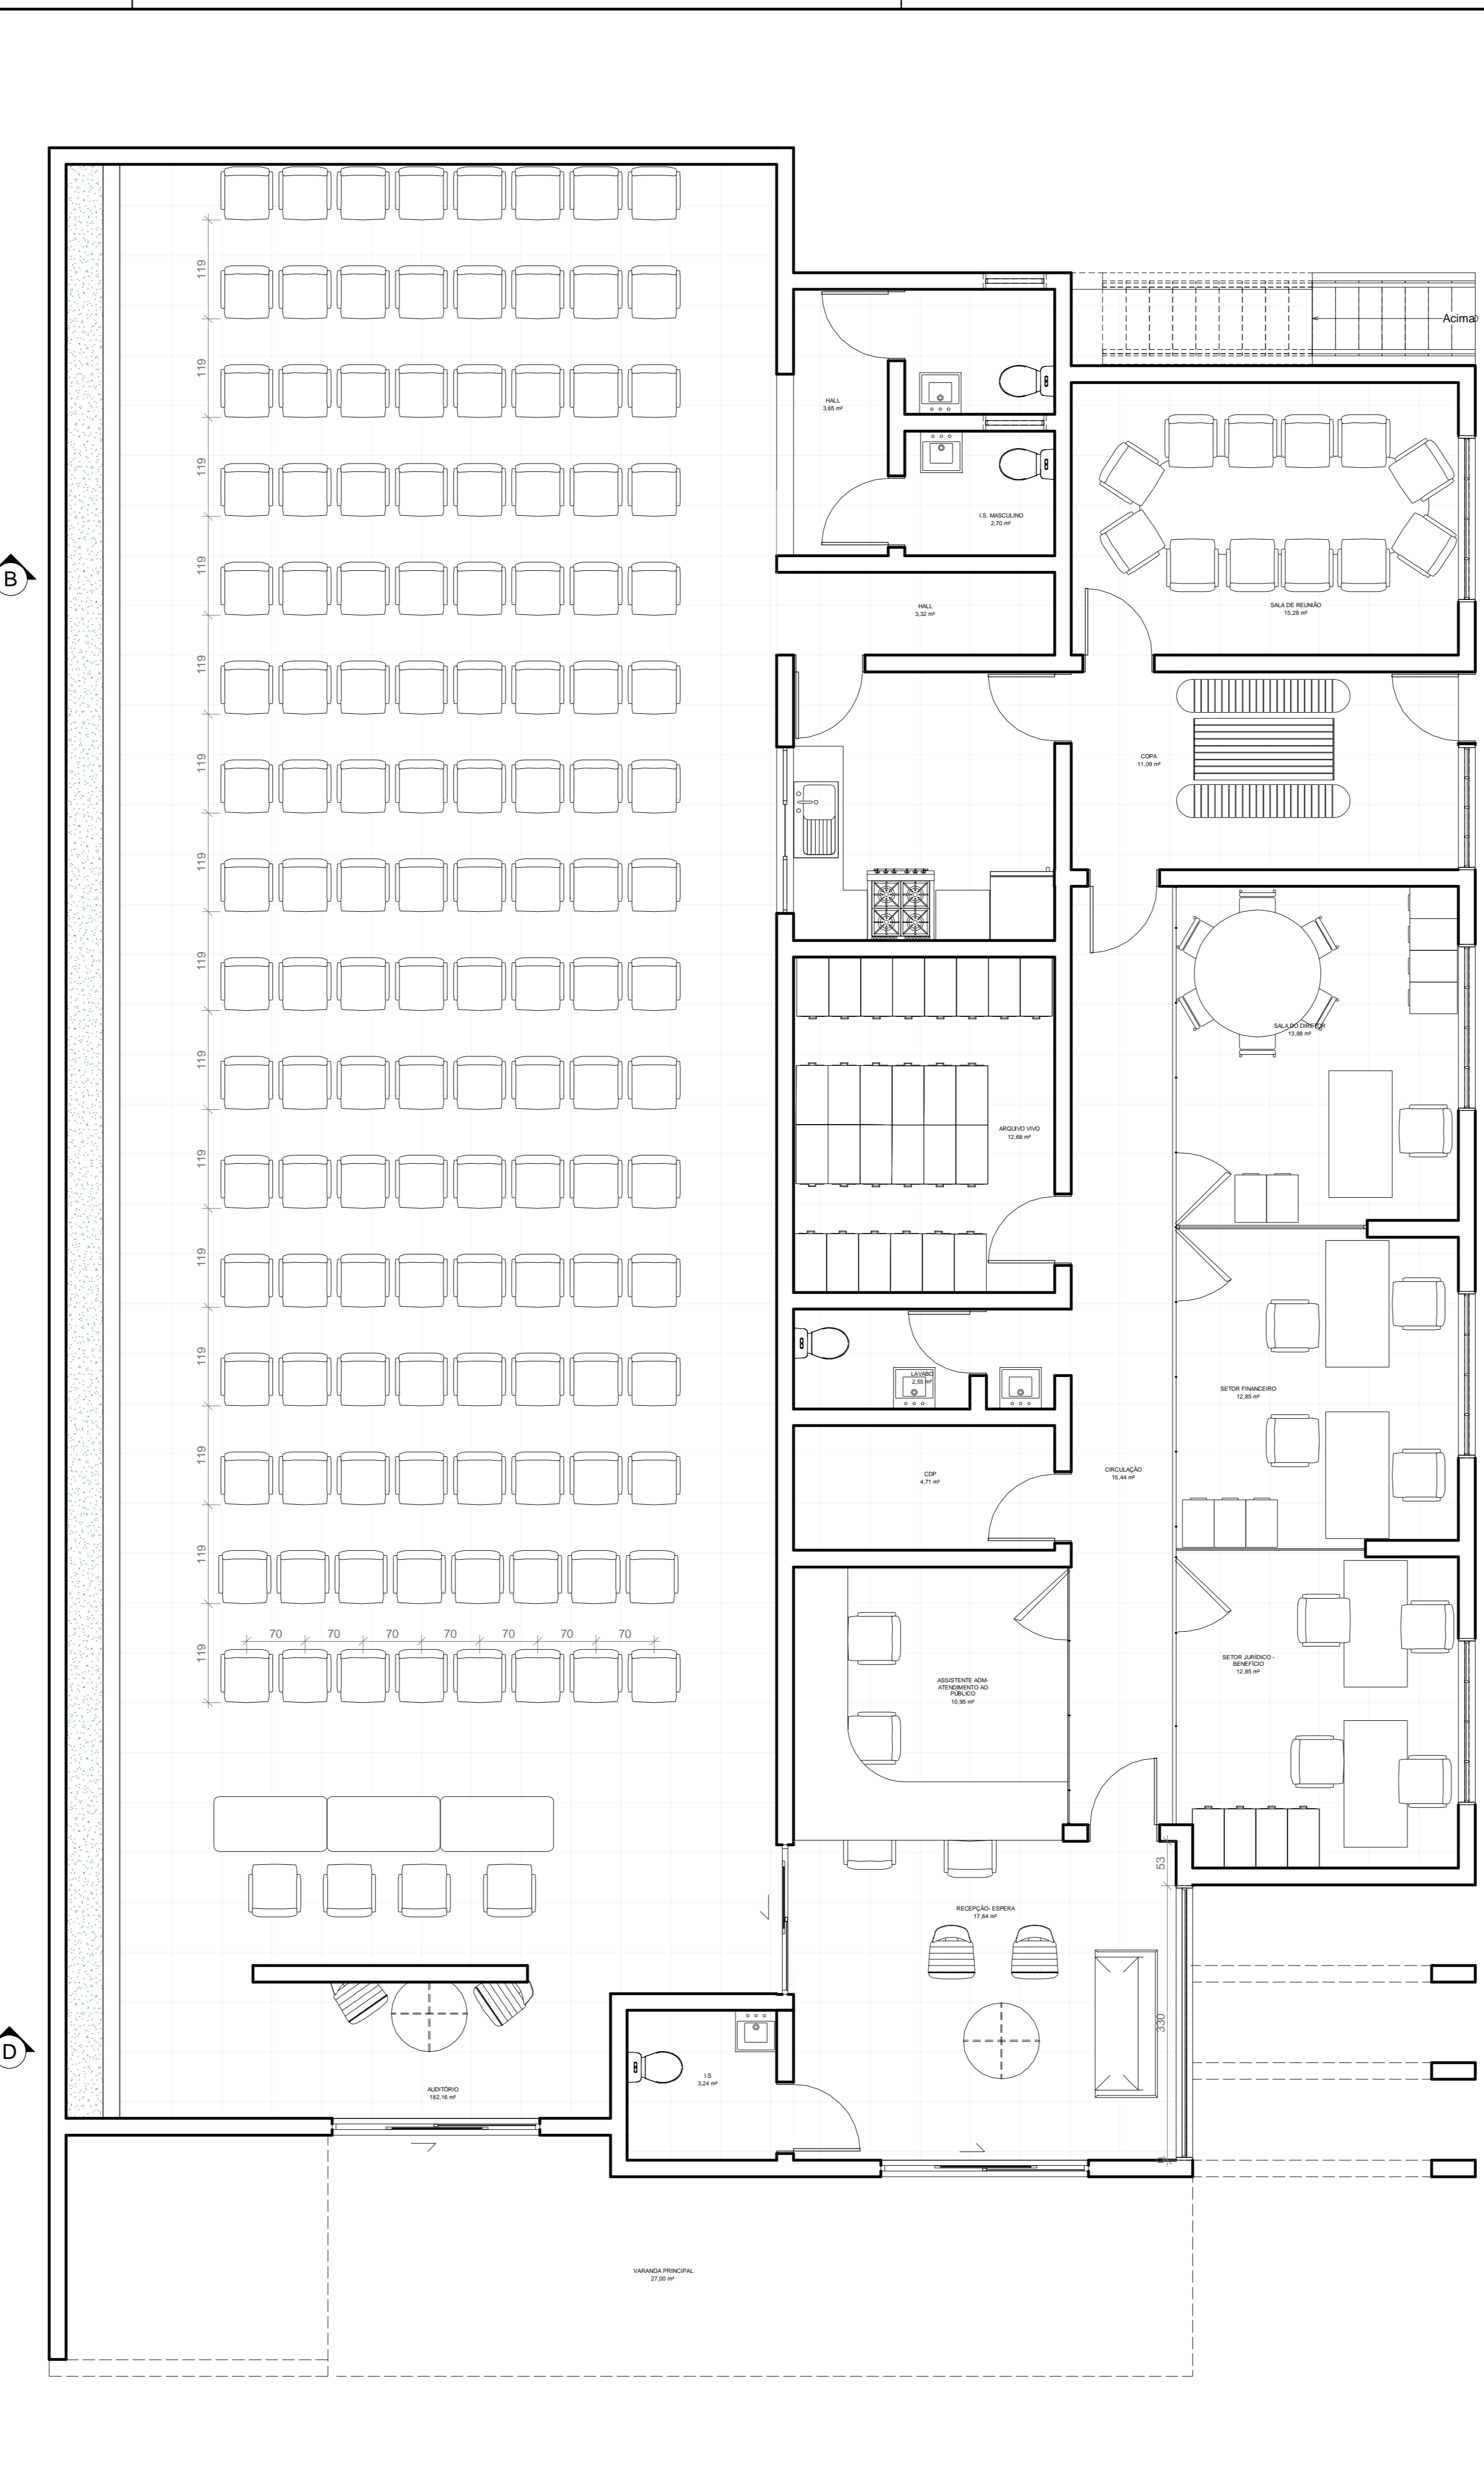 119
Acima
119
HALL
3,65 m²
119
I.S. MASCULINO
2,70 m²
B
119
HALL
3,32 m²
SALA DE REUNIÃO
15,28 m²
119
COPA
11,09 m²
119
119
119
SALA DO DIRETOR
13,88 m²
119
ARQUIVO VIVO
12,68 m²
119
119
119
LAVABO
2,55 m²
SETOR FINANCEIRO
12,85 m²
119
CDP
4,71 m²
CIRCULAÇÃO
15,44 m²
119
70 70 70 70 70 70 70
119
SETOR JURÍDICO -
BENEFÍCIO
12,85 m²
ASSISTENTE ADM-
ATENDIMENTO AO
PÚBLICO
10,95 m²
53
RECEPÇÃO- ESPERA
17,64 m²
330
D
I.S
3,24 m²
AUDITÓRIO
182,16 m²
VARANDA PRINCIPAL
27,00 m²